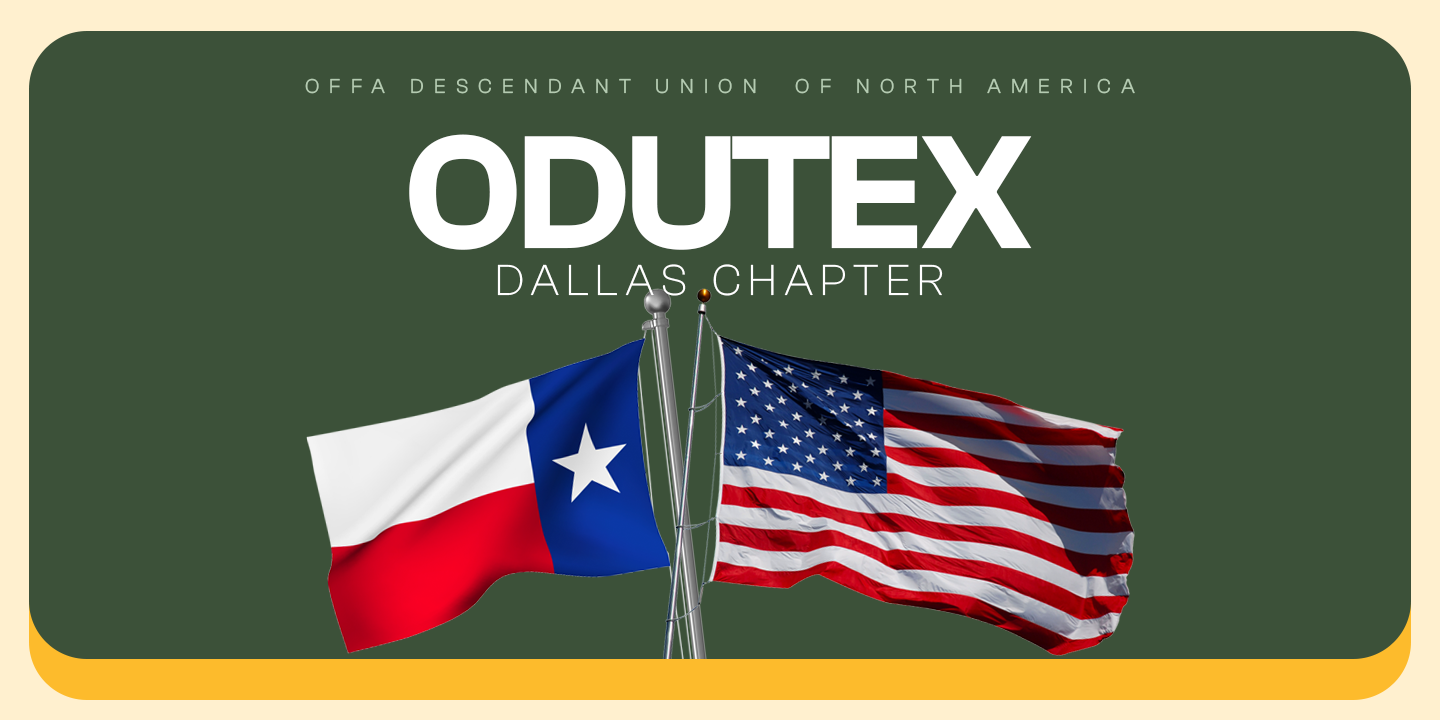 OFFA DESCENDANT UNION OF NORTH AMERICA
ODUTEX
DALLAS CHAPTER